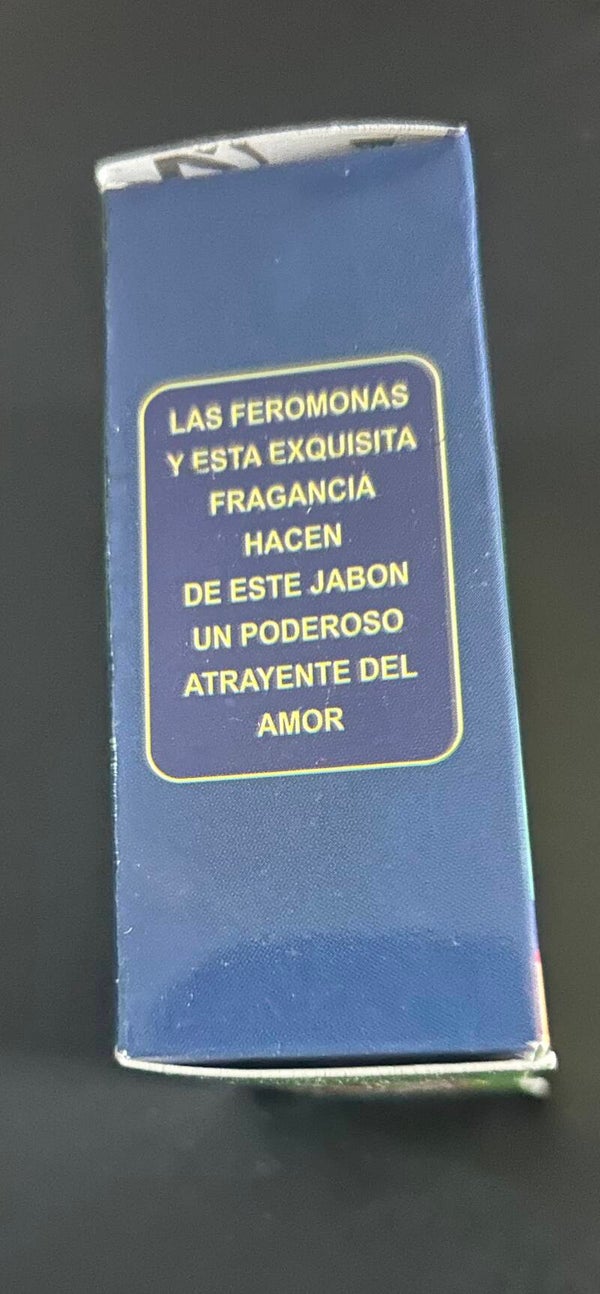 LAS FEROMONAS
Y ESTA EXQUISITA
FRAGANCIA
HACEN
DE ESTE JABON
UN PODEROSO
ATRAYENTE DEL
AMOR